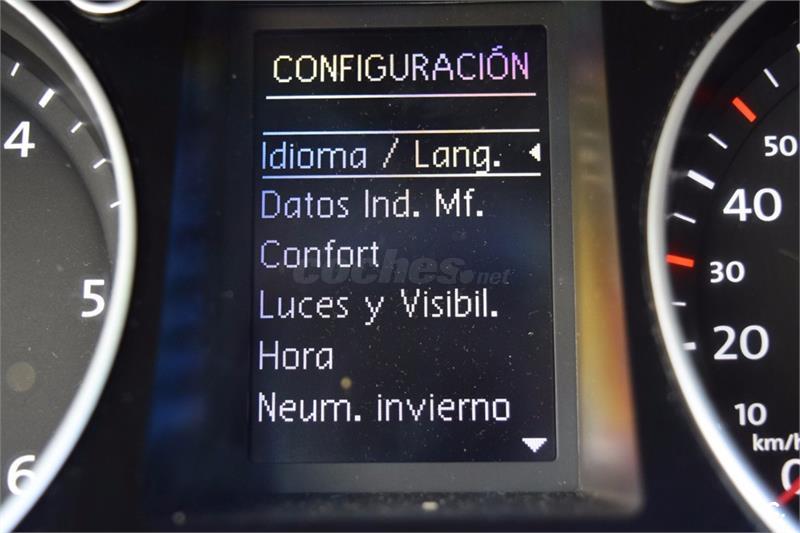 CONFIGURACIÓN
Idioma / Lang.
Datos Ind. Mf.
Confort
coches.net
Luces y Visibil.
Hora
Neum. invierno
4
5
6
50
40
30
20
10
km/h
0